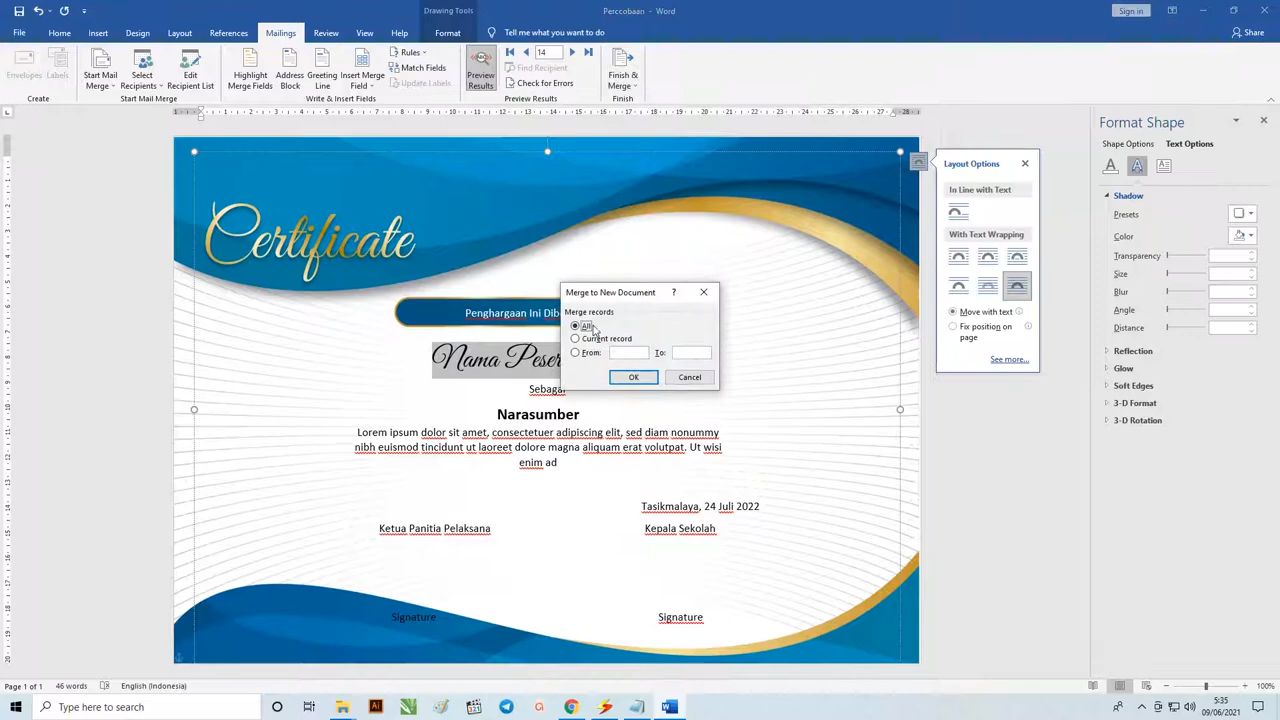 Drawing Tools
Perccobaan - Word
Sign in
File
Home
Insert
Design
Layout
References
Mailings
Review
View
Help
Format
Tell me what you want to do
Share
Envelopes
Labels
Create
Start Mail
Merge
Select
Recipients
Edit
Recipient List
Start Mail Merge
Highlight
Merge Fields
Address
Block
Greeting
Line
Insert Merge
Field
Rules
Match Fields
Update Labels
Write & Insert Fields
ABC
Preview
Results
14
Find Recipient
Check for Errors
Preview Results
Finish &
Merge
Finish
Certificate
Penghargaan Ini Dib
Nama Peser
Sebagai
Narasumber
Lorem ipsum dolor sit amet, consectetuer adipiscing elit, sed diam nonummy
nibh euismod tincidunt ut laoreet dolore magna aliquam erat volutpat. Ut wisi
enim ad
Tasikmalaya, 24 Juli 2022
Ketua Panitia Pelaksana
Kepala Sekolah
Signature
Signature
Merge to New Document
?
Merge records
All
Current record
From:
To:
OK
Cancel
Layout Options
In Line with Text
With Text Wrapping
Move with text
Fix position on
page
See more...
Format Shape
Shape Options
Text Options
Shadow
Presets
Color
Transparency
Size
Blur
Angle
Distance
Reflection
Glow
Soft Edges
3-D Format
3-D Rotation
Page 1 of 1
46 words
English (Indonesia)
100%
Type here to search
5:35
09/06/2021